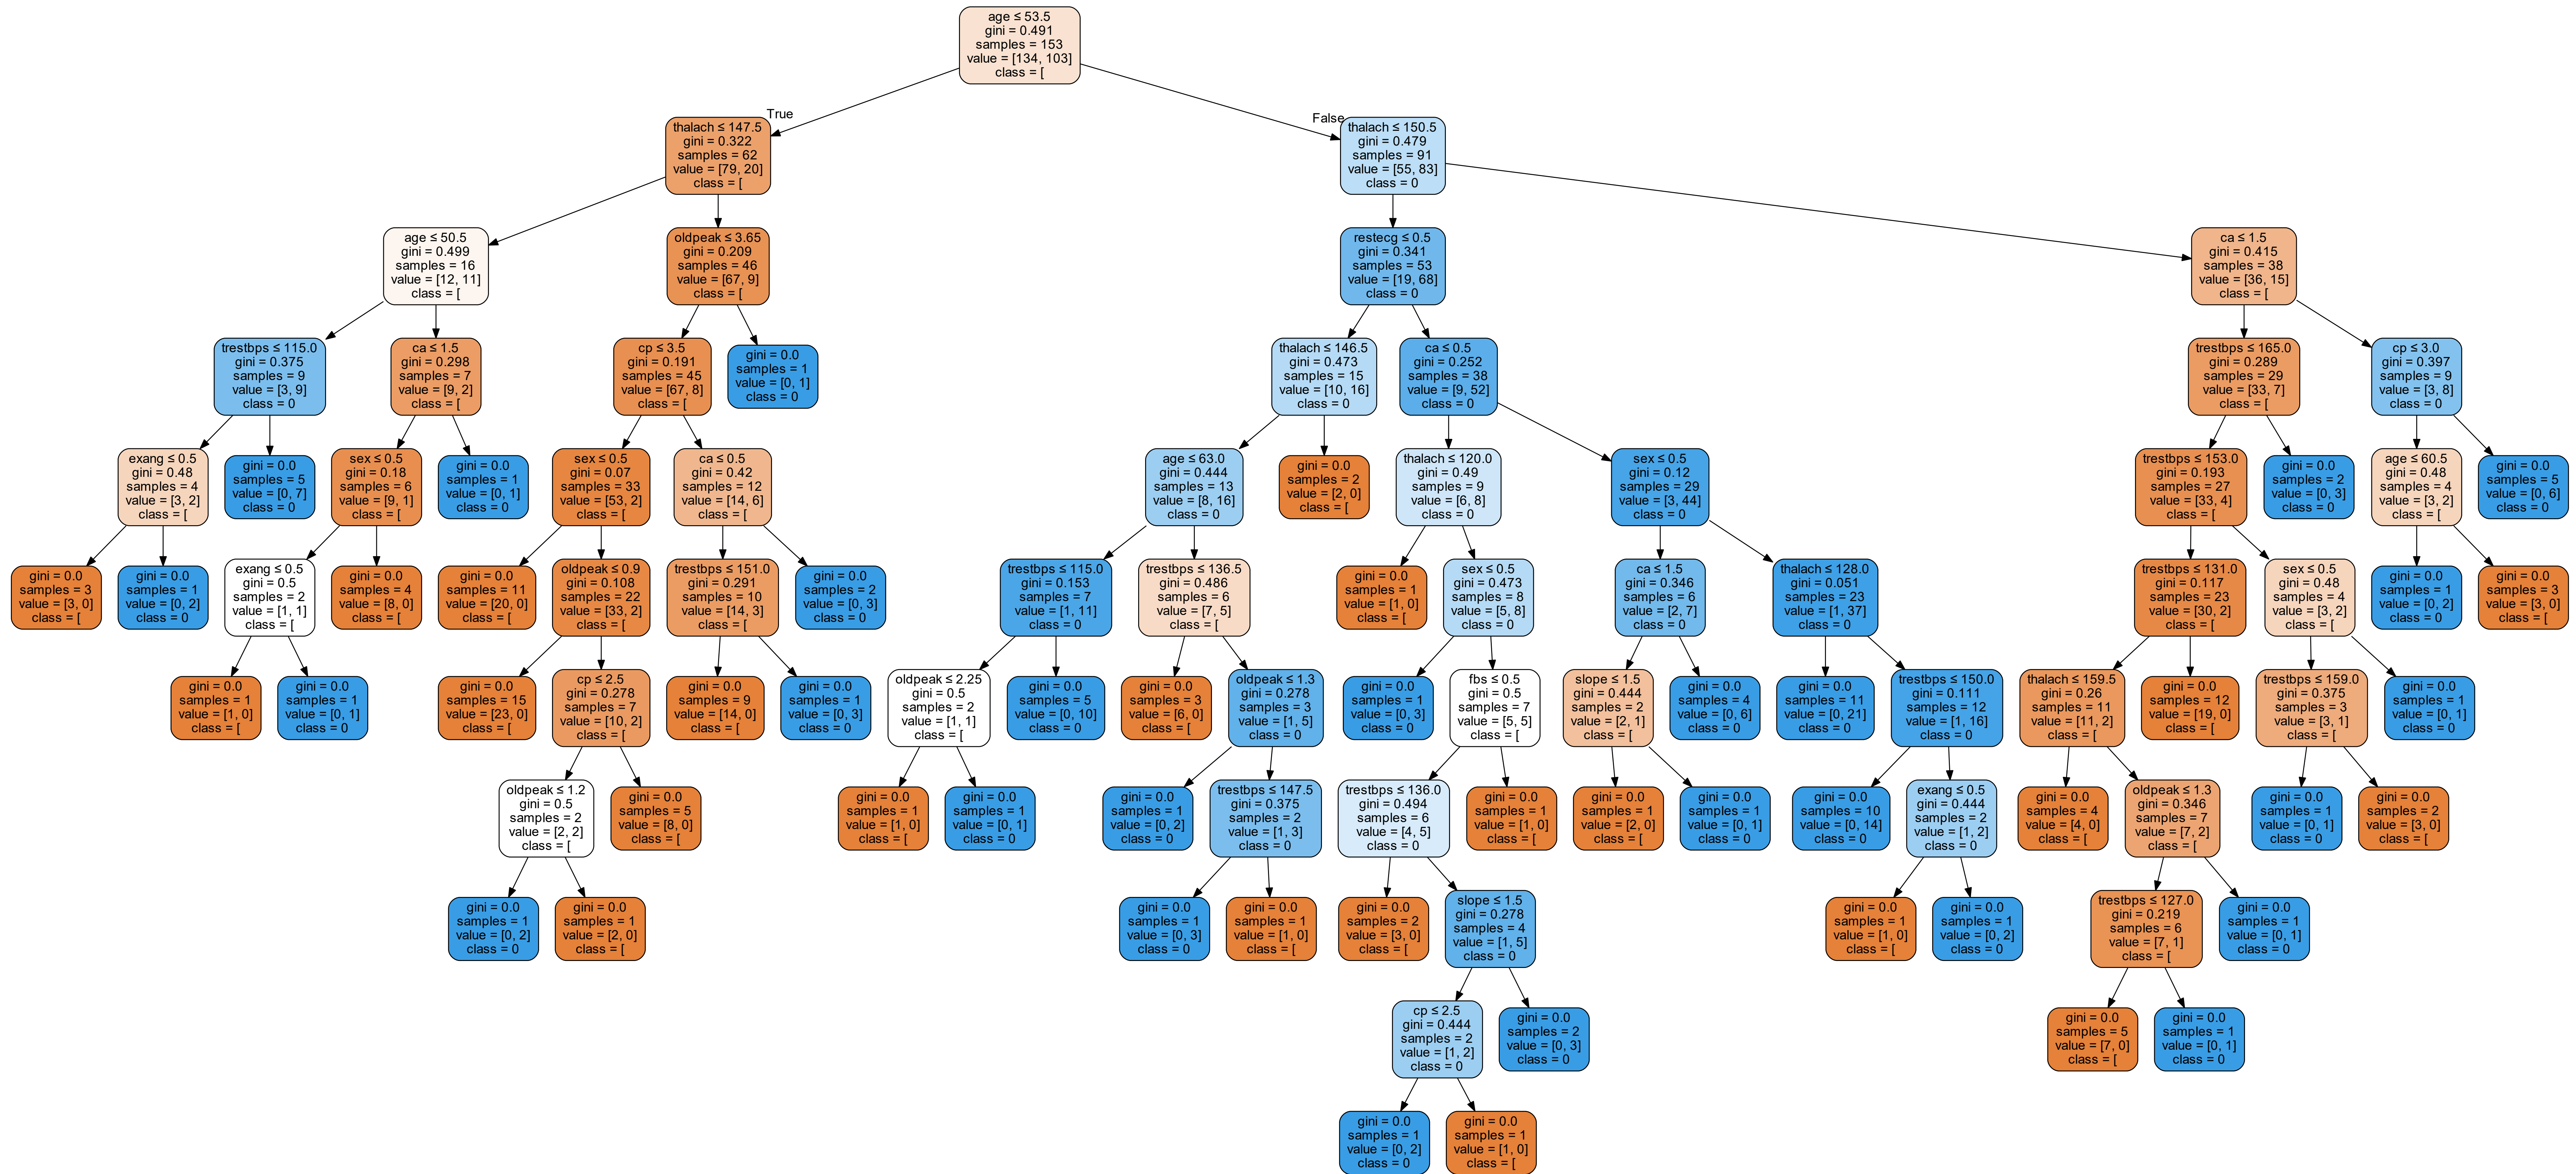 age ≤ 53.5
gini = 0.491
samples = 153
value = [134, 103]
class = [
True
False
thalach ≤ 147.5
gini = 0.322
samples = 62
value = [79, 20]
class = [
thalach ≤ 150.5
gini = 0.479
samples = 91
value = [55, 83]
class = 0
age ≤ 50.5
gini = 0.499
samples = 16
value = [12, 11]
class = [
oldpeak ≤ 3.65
gini = 0.209
samples = 46
value = [67, 9]
class = [
restecg ≤ 0.5
gini = 0.341
samples = 53
value = [19, 68]
class = 0
ca ≤ 1.5
gini = 0.415
samples = 38
value = [36, 15]
class = [
trestbps ≤ 115.0
gini = 0.375
samples = 9
value = [3, 9]
class = 0
ca ≤ 1.5
gini = 0.298
samples = 7
value = [9, 2]
class = [
cp ≤ 3.5
gini = 0.191
samples = 45
value = [67, 8]
class = [
gini = 0.0
samples = 1
value = [0, 1]
class = 0
thalach ≤ 146.5
gini = 0.473
samples = 15
value = [10, 16]
class = 0
ca ≤ 0.5
gini = 0.252
samples = 38
value = [9, 52]
class = 0
trestbps ≤ 165.0
gini = 0.289
samples = 29
value = [33, 7]
class = [
cp ≤ 3.0
gini = 0.397
samples = 9
value = [3, 8]
class = 0
exang ≤ 0.5
gini = 0.48
samples = 4
value = [3, 2]
class = [
gini = 0.0
samples = 5
value = [0, 7]
class = 0
sex ≤ 0.5
gini = 0.18
samples = 6
value = [9, 1]
class = [
gini = 0.0
samples = 1
value = [0, 1]
class = 0
sex ≤ 0.5
gini = 0.07
samples = 33
value = [53, 2]
class = [
ca ≤ 0.5
gini = 0.42
samples = 12
value = [14, 6]
class = [
age ≤ 63.0
gini = 0.444
samples = 13
value = [8, 16]
class = 0
gini = 0.0
samples = 2
value = [2, 0]
class = [
thalach ≤ 120.0
gini = 0.49
samples = 9
value = [6, 8]
class = 0
sex ≤ 0.5
gini = 0.12
samples = 29
value = [3, 44]
class = 0
trestbps ≤ 153.0
gini = 0.193
samples = 27
value = [33, 4]
class = [
gini = 0.0
samples = 2
value = [0, 3]
class = 0
age ≤ 60.5
gini = 0.48
samples = 4
value = [3, 2]
class = [
gini = 0.0
samples = 5
value = [0, 6]
class = 0
gini = 0.0
samples = 3
value = [3, 0]
class = [
gini = 0.0
samples = 1
value = [0, 2]
class = 0
exang ≤ 0.5
gini = 0.5
samples = 2
value = [1, 1]
class = [
gini = 0.0
samples = 4
value = [8, 0]
class = [
gini = 0.0
samples = 11
value = [20, 0]
class = [
oldpeak ≤ 0.9
gini = 0.108
samples = 22
value = [33, 2]
class = [
trestbps ≤ 151.0
gini = 0.291
samples = 10
value = [14, 3]
class = [
gini = 0.0
samples = 2
value = [0, 3]
class = 0
trestbps ≤ 115.0
gini = 0.153
samples = 7
value = [1, 11]
class = 0
trestbps ≤ 136.5
gini = 0.486
samples = 6
value = [7, 5]
class = [
gini = 0.0
samples = 1
value = [1, 0]
class = [
sex ≤ 0.5
gini = 0.473
samples = 8
value = [5, 8]
class = 0
ca ≤ 1.5
gini = 0.346
samples = 6
value = [2, 7]
class = 0
thalach ≤ 128.0
gini = 0.051
samples = 23
value = [1, 37]
class = 0
trestbps ≤ 131.0
gini = 0.117
samples = 23
value = [30, 2]
class = [
sex ≤ 0.5
gini = 0.48
samples = 4
value = [3, 2]
class = [
gini = 0.0
samples = 1
value = [0, 2]
class = 0
gini = 0.0
samples = 3
value = [3, 0]
class = [
gini = 0.0
samples = 1
value = [1, 0]
class = [
gini = 0.0
samples = 1
value = [0, 1]
class = 0
gini = 0.0
samples = 15
value = [23, 0]
class = [
cp ≤ 2.5
gini = 0.278
samples = 7
value = [10, 2]
class = [
gini = 0.0
samples = 9
value = [14, 0]
class = [
gini = 0.0
samples = 1
value = [0, 3]
class = 0
oldpeak ≤ 2.25
gini = 0.5
samples = 2
value = [1, 1]
class = [
gini = 0.0
samples = 5
value = [0, 10]
class = 0
gini = 0.0
samples = 3
value = [6, 0]
class = [
oldpeak ≤ 1.3
gini = 0.278
samples = 3
value = [1, 5]
class = 0
gini = 0.0
samples = 1
value = [0, 3]
class = 0
fbs ≤ 0.5
gini = 0.5
samples = 7
value = [5, 5]
class = [
slope ≤ 1.5
gini = 0.444
samples = 2
value = [2, 1]
class = [
gini = 0.0
samples = 4
value = [0, 6]
class = 0
gini = 0.0
samples = 11
value = [0, 21]
class = 0
trestbps ≤ 150.0
gini = 0.111
samples = 12
value = [1, 16]
class = 0
thalach ≤ 159.5
gini = 0.26
samples = 11
value = [11, 2]
class = [
gini = 0.0
samples = 12
value = [19, 0]
class = [
trestbps ≤ 159.0
gini = 0.375
samples = 3
value = [3, 1]
class = [
gini = 0.0
samples = 1
value = [0, 1]
class = 0
oldpeak ≤ 1.2
gini = 0.5
samples = 2
value = [2, 2]
class = [
gini = 0.0
samples = 5
value = [8, 0]
class = [
gini = 0.0
samples = 1
value = [1, 0]
class = [
gini = 0.0
samples = 1
value = [0, 1]
class = 0
gini = 0.0
samples = 1
value = [0, 2]
class = 0
trestbps ≤ 147.5
gini = 0.375
samples = 2
value = [1, 3]
class = 0
trestbps ≤ 136.0
gini = 0.494
samples = 6
value = [4, 5]
class = 0
gini = 0.0
samples = 1
value = [1, 0]
class = [
gini = 0.0
samples = 1
value = [2, 0]
class = [
gini = 0.0
samples = 1
value = [0, 1]
class = 0
gini = 0.0
samples = 10
value = [0, 14]
class = 0
exang ≤ 0.5
gini = 0.444
samples = 2
value = [1, 2]
class = 0
gini = 0.0
samples = 4
value = [4, 0]
class = [
oldpeak ≤ 1.3
gini = 0.346
samples = 7
value = [7, 2]
class = [
gini = 0.0
samples = 1
value = [0, 1]
class = 0
gini = 0.0
samples = 2
value = [3, 0]
class = [
gini = 0.0
samples = 1
value = [0, 2]
class = 0
gini = 0.0
samples = 1
value = [2, 0]
class = [
gini = 0.0
samples = 1
value = [0, 3]
class = 0
gini = 0.0
samples = 1
value = [1, 0]
class = [
gini = 0.0
samples = 2
value = [3, 0]
class = [
slope ≤ 1.5
gini = 0.278
samples = 4
value = [1, 5]
class = 0
gini = 0.0
samples = 1
value = [1, 0]
class = [
gini = 0.0
samples = 1
value = [0, 2]
class = 0
trestbps ≤ 127.0
gini = 0.219
samples = 6
value = [7, 1]
class = [
gini = 0.0
samples = 1
value = [0, 1]
class = 0
cp ≤ 2.5
gini = 0.444
samples = 2
value = [1, 2]
class = 0
gini = 0.0
samples = 2
value = [0, 3]
class = 0
gini = 0.0
samples = 5
value = [7, 0]
class = [
gini = 0.0
samples = 1
value = [0, 1]
class = 0
gini = 0.0
samples = 1
value = [0, 2]
class = 0
gini = 0.0
samples = 1
value = [1, 0]
class = [